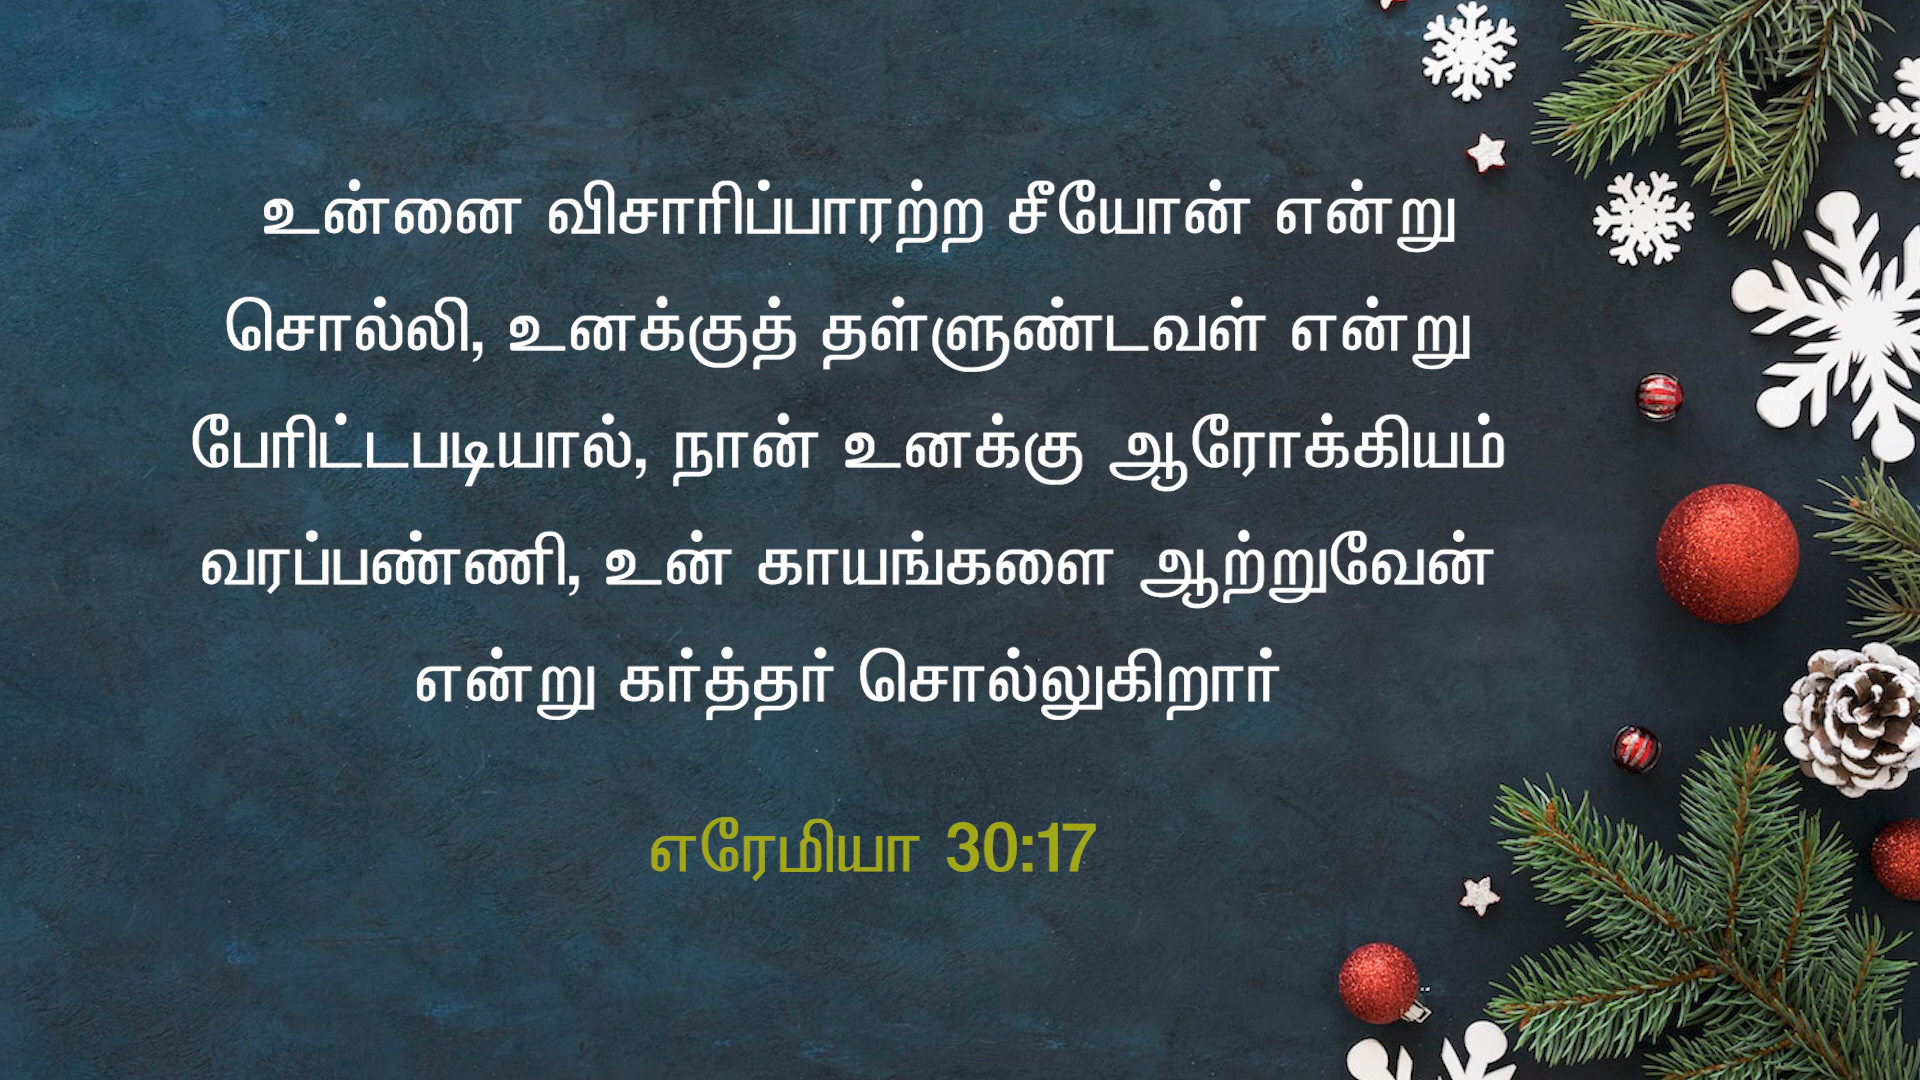 உன்னை விசாரிப்பாரற்ற சீயோன் என்று
சொல்லி, உனக்குத் தள்ளுண்டவள் என்று
பேரிட்டபடியால், நான் உனக்கு ஆரோக்கியம்
வரப்பண்ணி, உன் காயங்களை ஆற்றுவேன்
என்று கர்த்தர் சொல்லுகிறார்
எரேமியா 30:17